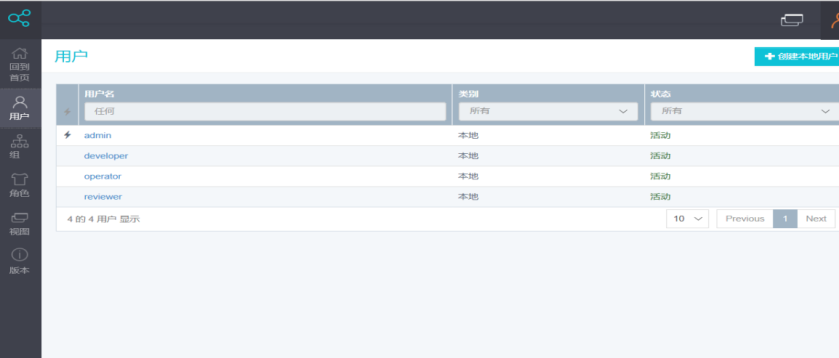 用户
创建本地用户
回到
首页
用户
组
角色
视图
版本
用户名 类别 状态
任何 所有 所有
admin 本地 活动
developer 本地 活动
operator 本地 活动
reviewer 本地 活动
4 的 4 用户 显示
10 Previous 1 Next